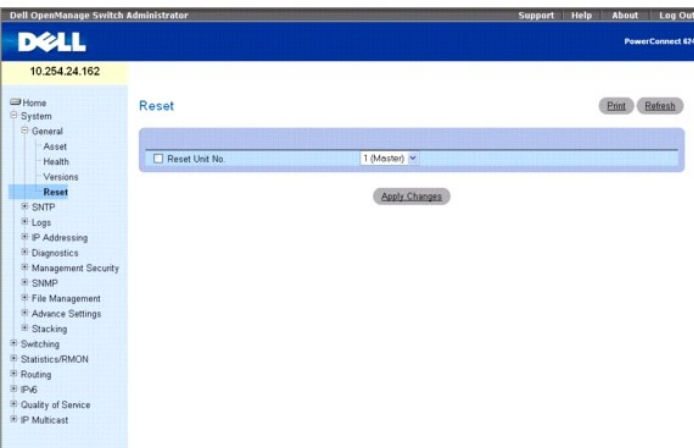 Dell OpenManage Switch Administrator
Support Help About Log Out
DELL
PowerConnect 624
10.254.24.162
Home
System
General
Asset
Health
Versions
Reset
SNTP
Logs
IP Addressing
Diagnostics
Management Security
SNMP
File Management
Advance Settings
Stacking
Switching
Statistics/RMON
Routing
IPv6
Quality of Service
IP Multicast
Reset
Print Refresh
Reset Unit No. 1 (Master)
Apply Changes